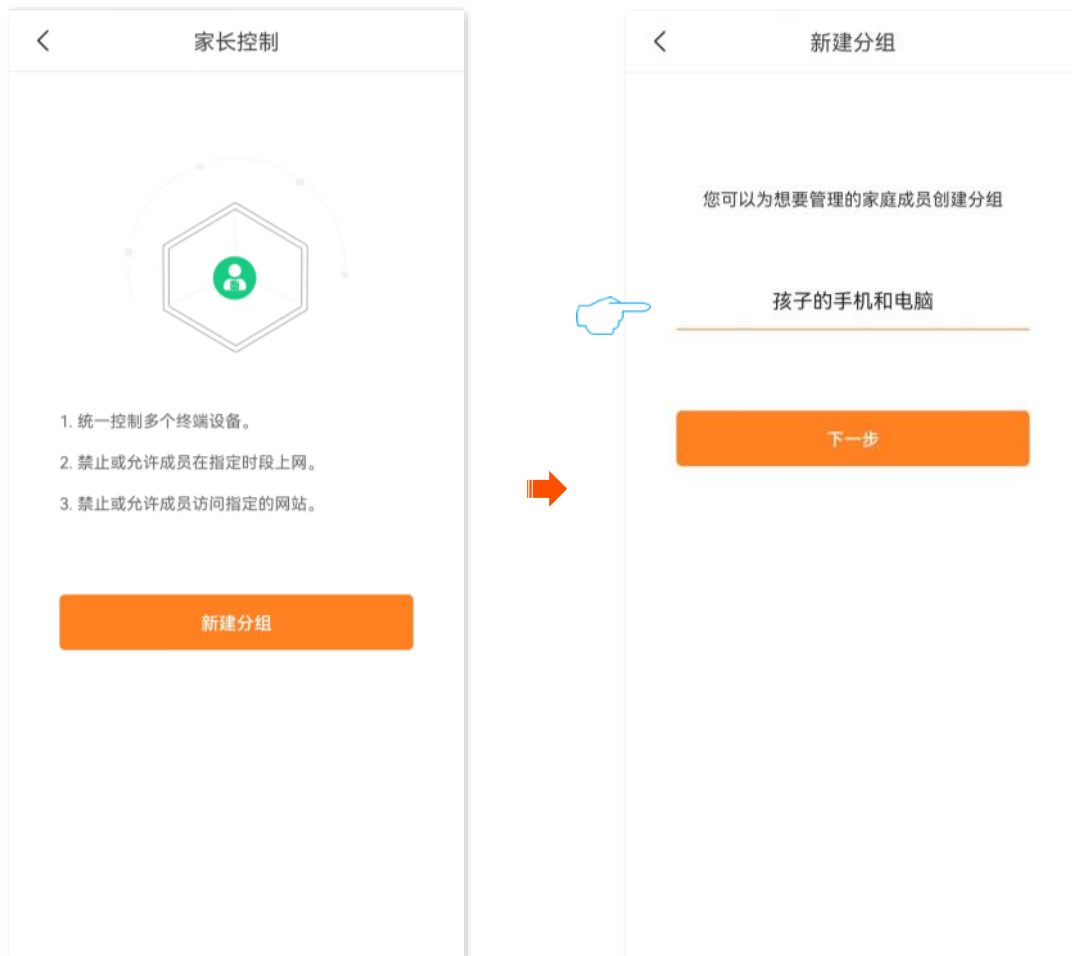 家长控制
1. 统一控制多个终端设备。
2. 禁止或允许成员在指定时段上网。
3. 禁止或允许成员访问指定的网站。
新建分组
新建分组
您可以为想要管理的家庭成员创建分组
孩子的手机和电脑
下一步